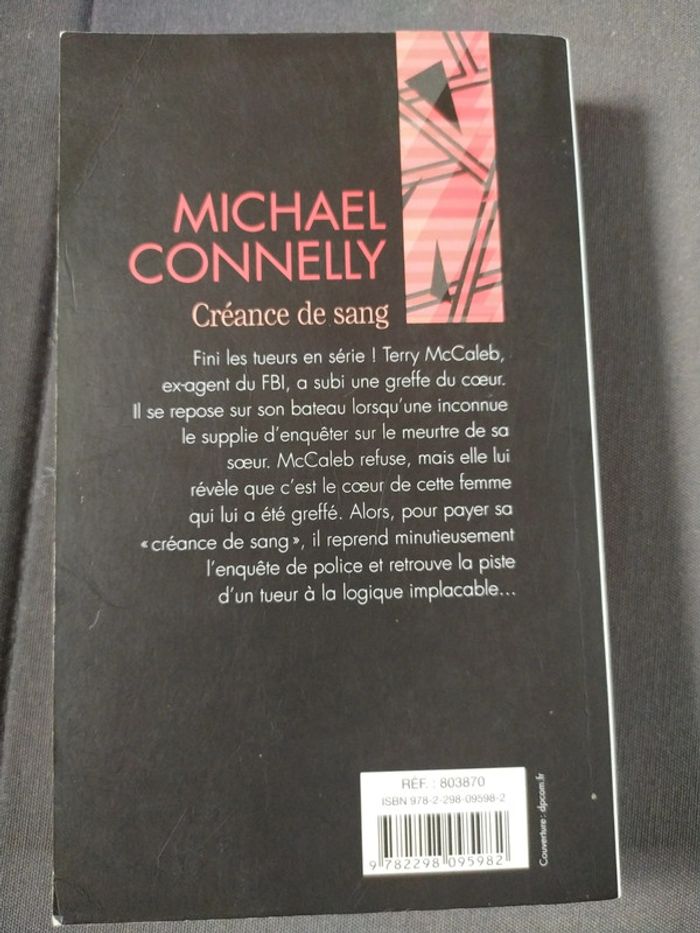 MICHAEL
CONNELLY
Créance de sang
Fini les tueurs en série ! Terry McCaleb,
ex-agent du FBI, a subi une greffe du cœur.
Il se repose sur son bateau lorsqu'une inconnue
le supplie d'enquêter sur le meurtre de sa
sœur. McCaleb refuse, mais elle lui
révèle que c'est le cœur de cette femme
qui lui a été greffé. Alors, pour payer sa
« créance de sang », il reprend minutieusement
l'enquête de police et retrouve la piste
d'un tueur à la logique implacable...
RÉF. : 803870
ISBN 978-2-298-09598-2
9 782298 095982
Couverture : dpcom.fr